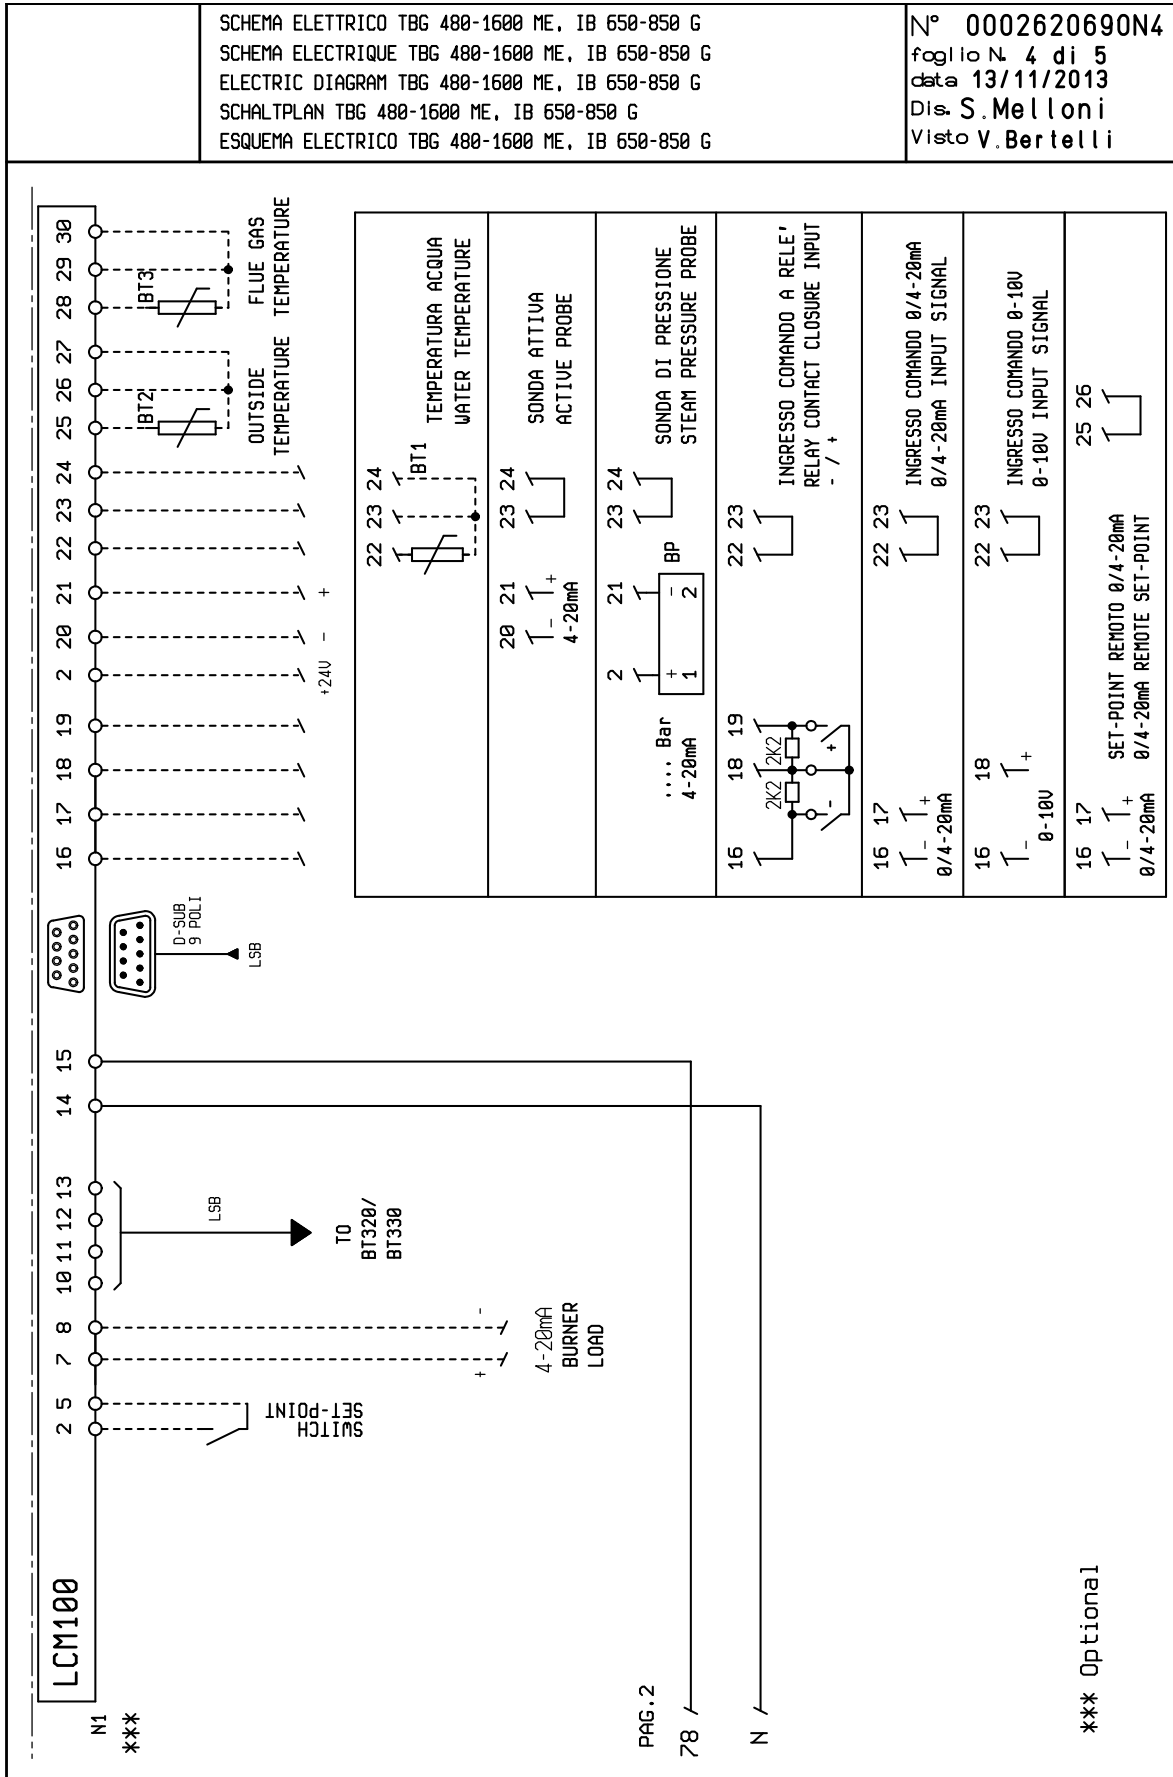 SCHEMA ELETTRICO TBG 480-1600 ME, IB 650-850 G
SCHEMA ELECTRIQUE TBG 480-1600 ME, IB 650-850 G
ELECTRIC DIAGRAM TBG 480-1600 ME, IB 650-850 G
SCHALTPLAN TBG 480-1600 ME, IB 650-850 G
ESQUEMA ELECTRICO TBG 480-1600 ME, IB 650-850 G
N° 0002620690N4
foglio N. 4 di 5
data 13/11/2013
Dis. S.Melloni
Visto V.Bertelli
LCM100
N1
***
2 5 7 8 10 11 12 13 14 15 16 17 18 19 2 20 21 22 23 24 25 26 27 28 29 30
SWITCH
SET-POINT
+ -
4-20mA
BURNER
LOAD
LSB
TO
BT320/
BT330
D-SUB
9 POLI
LSB
+24V - +
BT2
OUTSIDE
TEMPERATURE
BT3
FLUE GAS
TEMPERATURE
PAG.2
78
N
22 23 24
BT1
TEMPERATURA ACQUA
WATER TEMPERATURE
20 21 23 24
- +
4-20mA
SONDA ATTIVA
ACTIVE PROBE
2 21 23 24
+ -
1 2
BP
.... Bar
4-20mA
SONDA DI PRESSIONE
STEAM PRESSURE PROBE
16 18 19 22 23
2K2 2K2
- +
INGRESSO COMANDO A RELE'
RELAY CONTACT CLOSURE INPUT
- / +
16 17 22 23
- +
0/4-20mA
INGRESSO COMANDO 0/4-20mA
0/4-20mA INPUT SIGNAL
16 18 22 23
- +
0-10V
INGRESSO COMANDO 0-10V
0-10V INPUT SIGNAL
16 17 25 26
- +
0/4-20mA
SET-POINT REMOTO 0/4-20mA
0/4-20mA REMOTE SET-POINT
*** Optional